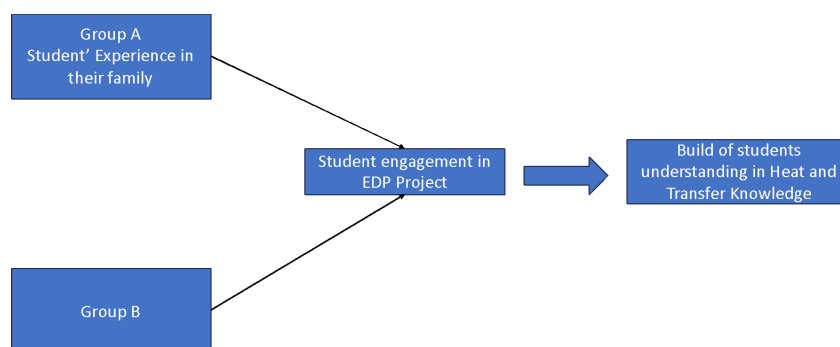 Group A
Student’ Experience in
their family
Student engagement in
EDP Project
Build of students
understanding in Heat and
Transfer Knowledge
Group B